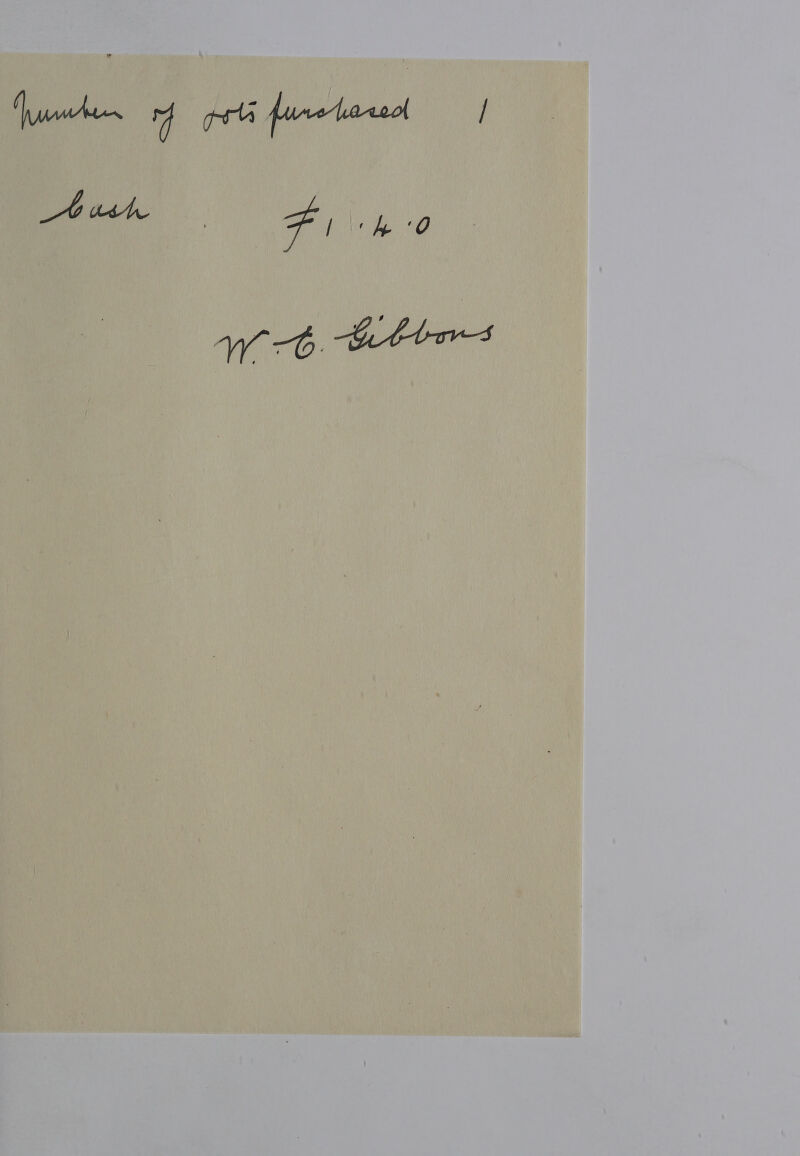 Number of lots purchased 1
Cash £1.4.0
W. E. Gibbons